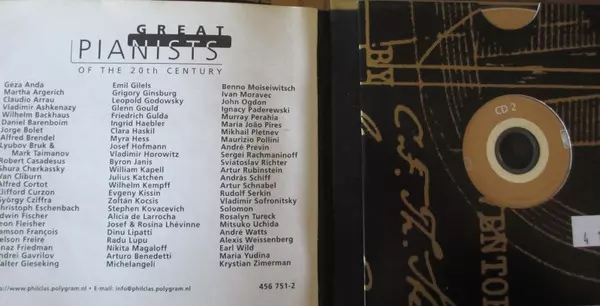 GREAT
PIANISTS
OF THE 20th CENTURY
Géza Anda
Martha Argerich
Claudio Arrau
Vladimir Ashkenazy
Wilhelm Backhaus
Daniel Barenboim
Jorge Bolet
Alfred Brendel
Lyubov Bruk &
Mark Taimanov
Robert Casadesus
Shura Cherkassky
Van Cliburn
Alfred Cortot
Clifford Curzon
György Cziffra
Christoph Eschenbach
Edwin Fischer
Leon Fleisher
Samson François
Nelson Freire
Ignaz Friedman
Andrei Gavrilov
Walter Gieseking
Emil Gilels
Grigory Ginsburg
Leopold Godowsky
Glenn Gould
Friedrich Gulda
Ingrid Haebler
Clara Haskil
Myra Hess
Josef Hofmann
Vladimir Horowitz
Byron Janis
William Kapell
Julius Katchen
Wilhelm Kempff
Evgeny Kissin
Zoltán Kocsis
Stephen Kovacevich
Alicia de Larrocha
Josef & Rosina Lhévinne
Dinu Lipatti
Radu Lupu
Nikita Magaloff
Arturo Benedetti
Michelangeli
Benno Moiseiwitsch
Ivan Moravec
John Ogdon
Ignacy Paderewski
Murray Perahia
Maria João Pires
Mikhail Pletnev
Maurizio Pollini
André Previn
Sergei Rachmaninoff
Sviatoslav Richter
Artur Rubinstein
András Schiff
Artur Schnabel
Rudolf Serkin
Vladimir Sofronitsky
Solomon
Rosalyn Tureck
Mitsuko Uchida
André Watts
Alexis Weissenberg
Earl Wild
Maria Yudina
Krystian Zimerman
http://www.philclas.polygram.nl • E-mail: info@philclas.polygram.nl
456 751-2
BY
CD 2